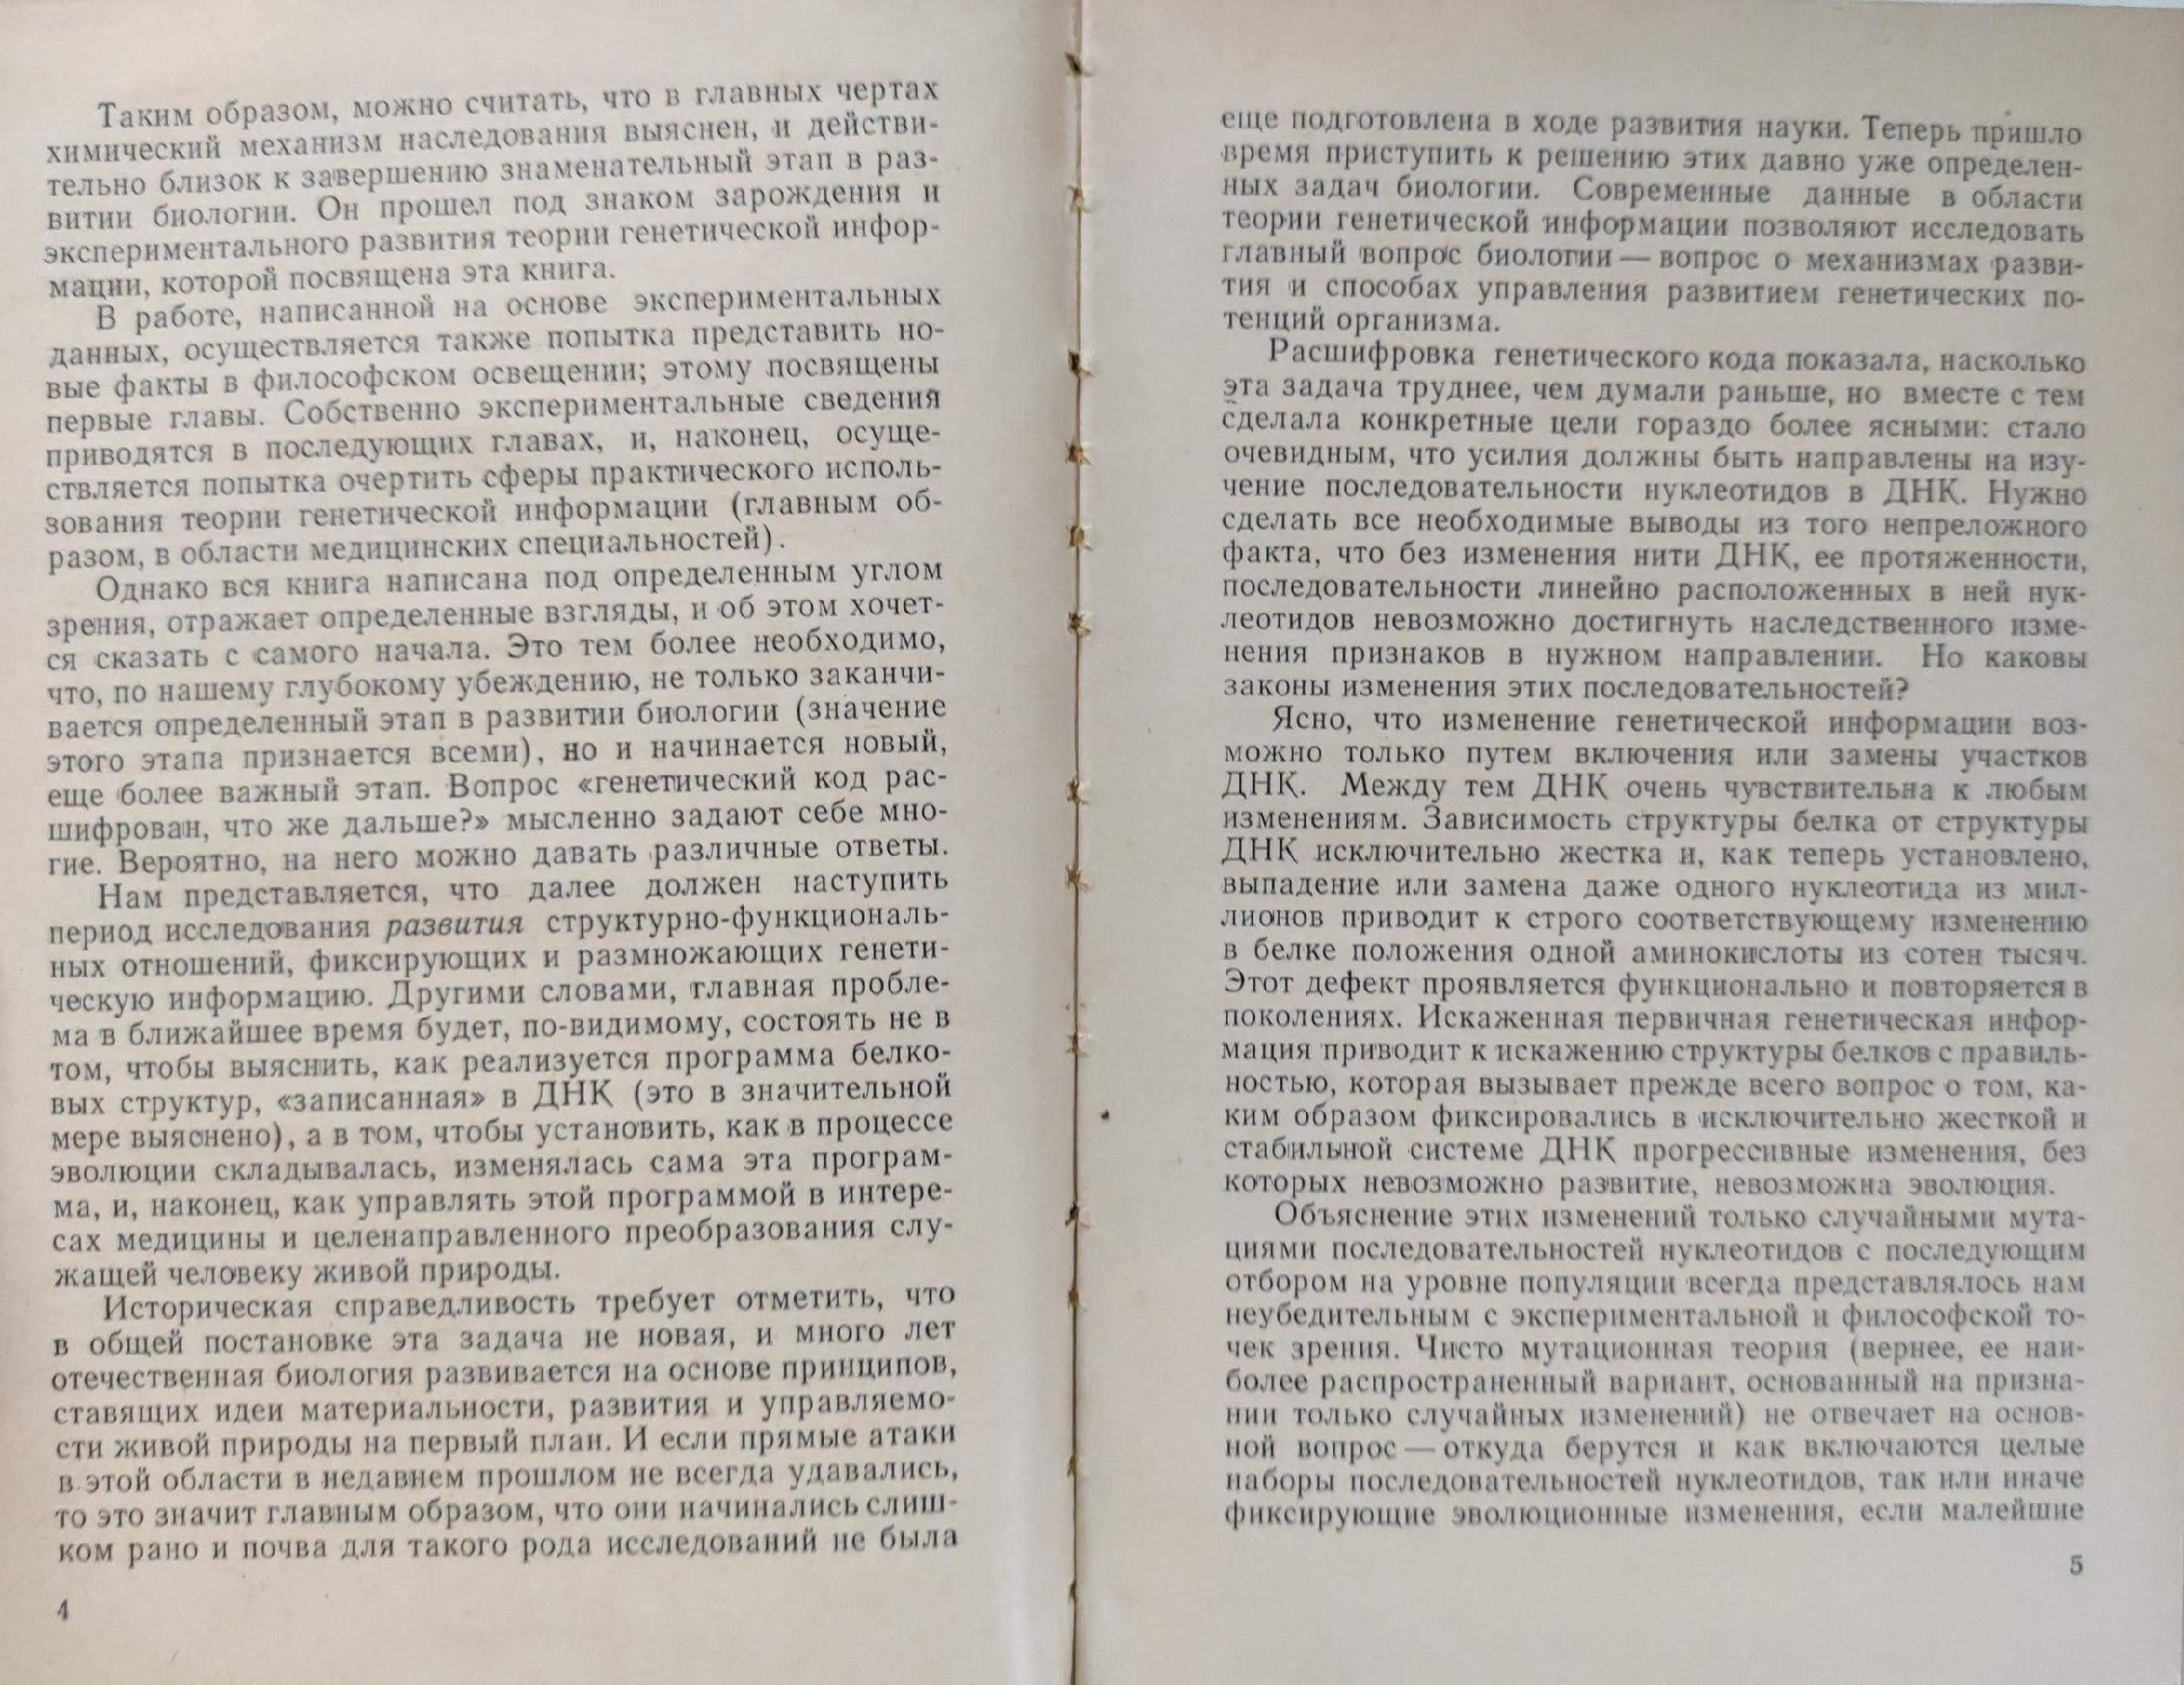 Таким образом, можно считать, что в главных чертах
химический механизм наследования выяснен, и действи-
тельно близок к завершению знаменательный этап в раз-
витии биологии. Он прошел под знаком зарождения и
экспериментального развития теории генетической инфор-
мации, которой посвящена эта книга.
В работе, написанной на основе экспериментальных
данных, осуществляется также попытка представить но-
вые факты в философском освещении; этому посвящены
первые главы. Собственно экспериментальные сведения
приводятся в последующих главах, и, наконец, осуще-
ствляется попытка очертить сферы практического исполь-
зования теории генетической информации (главным об-
разом, в области медицинских специальностей).
Однако вся книга написана под определенным углом
зрения, отражает определенные взгляды, и об этом хочет-
ся сказать с самого начала. Это тем более необходимо,
что, по нашему глубокому убеждению, не только заканчи-
вается определенный этап в развитии биологии (значение
этого этапа признается всеми), но и начинается новый,
еще более важный этап. Вопрос «генетический код рас-
шифрован, что же дальше?» мысленно задают себе мно-
гие. Вероятно, на него можно давать различные ответы.
Нам представляется, что далее должен наступить
период исследования развития структурно-функциональ-
ных отношений, фиксирующих и размножающих генети-
ческую информацию. Другими словами, главная пробле-
ма в ближайшее время будет, по-видимому, состоять не в
том, чтобы выяснить, как реализуется программа белко-
вых структур, «записанная» в ДНК (это в значительной
мере выяснено), а в том, чтобы установить, как в процессе
эволюции складывалась, изменялась сама эта програм-
ма, и, наконец, как управлять этой программой в интере-
сах медицины и целенаправленного преобразования слу-
жащей человеку живой природы.
Историческая справедливость требует отметить, что
в общей постановке эта задача не новая, и много лет
отечественная биология развивается на основе принципов,
ставящих идеи материальности, развития и управляемо-
сти живой природы на первый план. И если прямые атаки
в этой области в недавнем прошлом не всегда удавались,
то это значит главным образом, что они начинались слиш-
ком рано и почва для такого рода исследований не была
4
еще подготовлена в ходе развития науки. Теперь пришло
время приступить к решению этих давно уже определен-
ных задач биологии. Современные данные в области
теории генетической информации позволяют исследовать
главный вопрос биологии — вопрос о механизмах разви-
тия и способах управления развитием генетических по-
тенций организма.
Расшифровка генетического кода показала, насколько
эта задача труднее, чем думали раньше, но вместе с тем
сделала конкретные цели гораздо более ясными: стало
очевидным, что усилия должны быть направлены на изу-
чение последовательности нуклеотидов в ДНК. Нужно
сделать все необходимые выводы из того непреложного
факта, что без изменения нити ДНК, ее протяженности,
последовательности линейно расположенных в ней нук-
леотидов невозможно достигнуть наследственного изме-
нения признаков в нужном направлении. Но каковы
законы изменения этих последовательностей?
Ясно, что изменение генетической информации воз-
можно только путем включения или замены участков
ДНК. Между тем ДНК очень чувствительна к любым
изменениям. Зависимость структуры белка от структуры
ДНК исключительно жестка и, как теперь установлено,
выпадение или замена даже одного нуклеотида из мил-
лионов приводит к строго соответствующему изменению
в белке положения одной аминокислоты из сотен тысяч.
Этот дефект проявляется функционально и повторяется в
поколениях. Искаженная первичная генетическая инфор-
мация приводит к искажению структуры белков с правиль-
ностью, которая вызывает прежде всего вопрос о том, ка-
ким образом фиксировались в исключительно жесткой и
стабильной системе ДНК прогрессивные изменения, без
которых невозможно развитие, невозможна эволюция.
Объяснение этих изменений только случайными мута-
циями последовательностей нуклеотидов с последующим
отбором на уровне популяции всегда представлялось нам
неубедительным с экспериментальной и философской то-
чек зрения. Чисто мутационная теория (вернее, ее наи-
более распространенный вариант, основанный на призна-
нии только случайных изменений) не отвечает на основ-
ной вопрос — откуда берутся и как включаются целые
наборы последовательностей нуклеотидов, так или иначе
фиксирующие эволюционные изменения, если малейшие
5